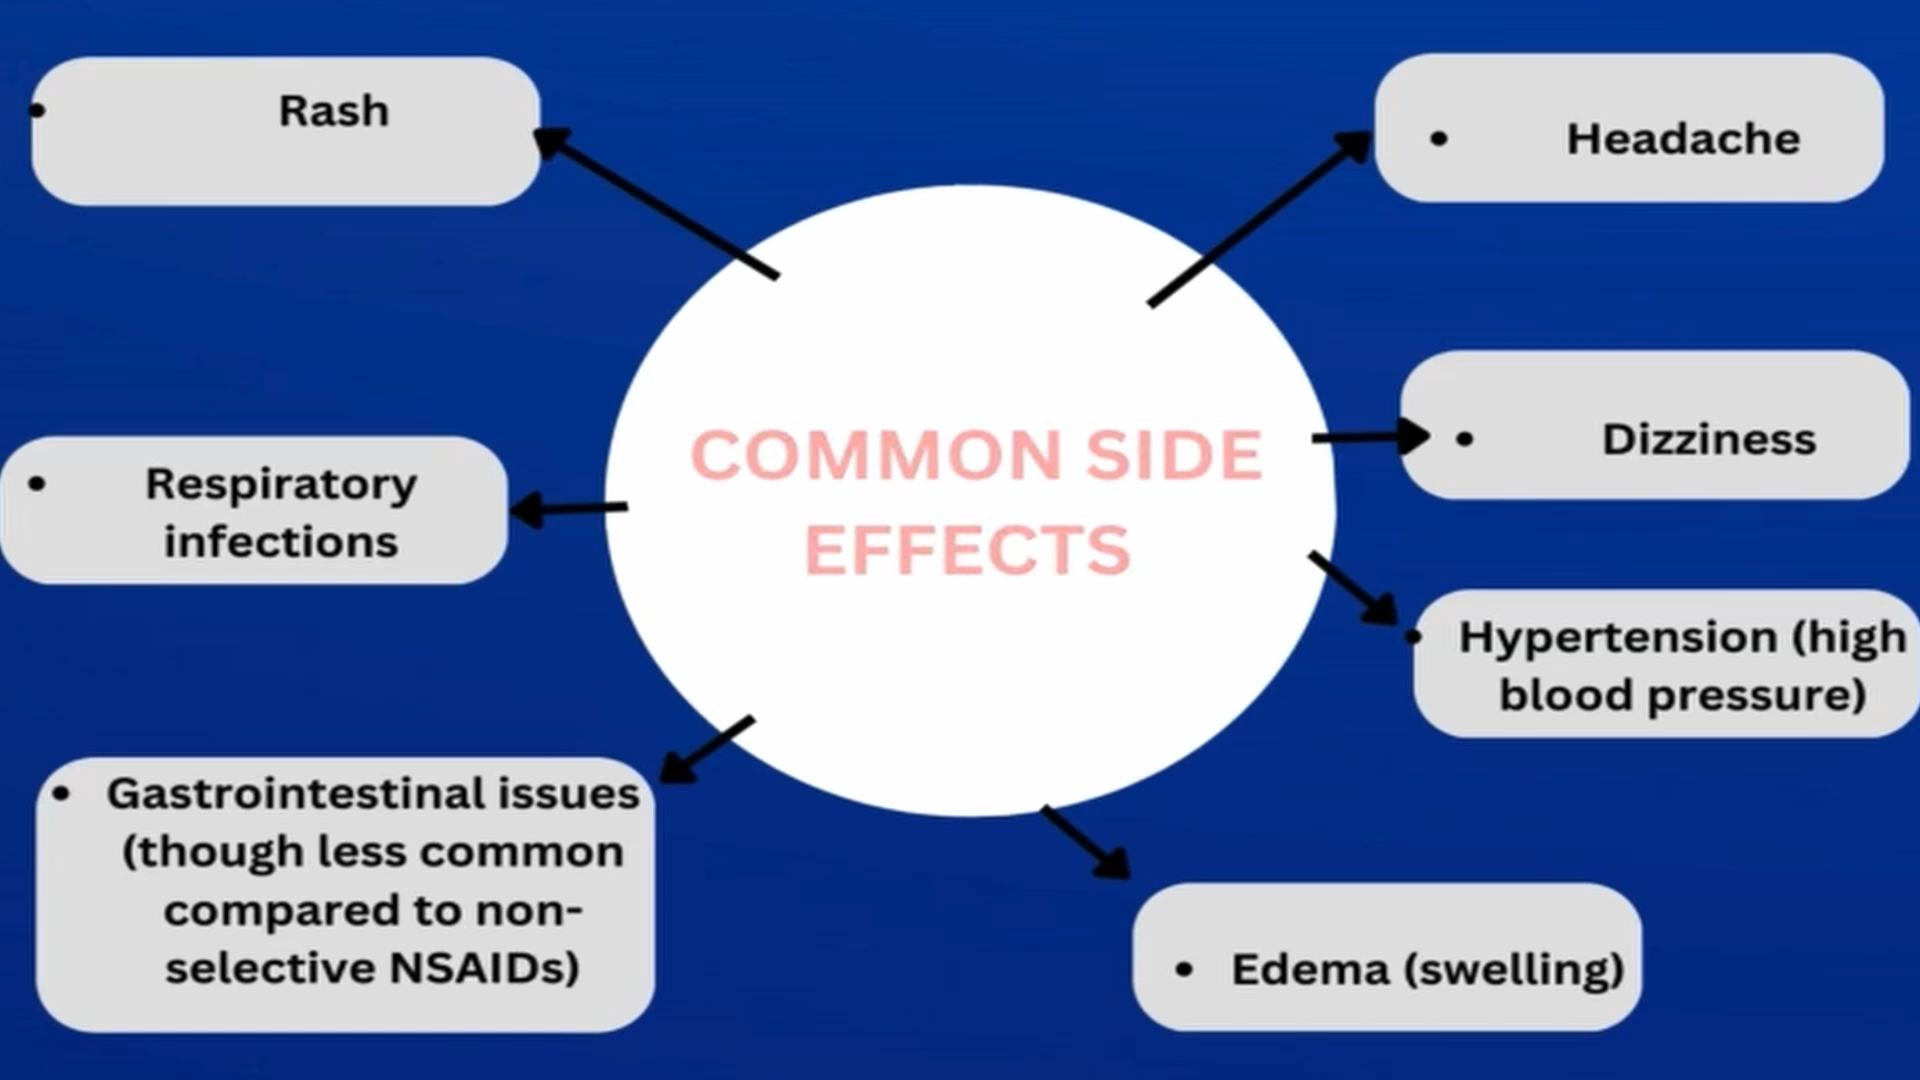 • Rash
• Headache
COMMON SIDE
EFFECTS
• Dizziness
• Respiratory
infections
• Hypertension (high
blood pressure)
• Gastrointestinal issues
(though less common
compared to non-
selective NSAIDs)
• Edema (swelling)